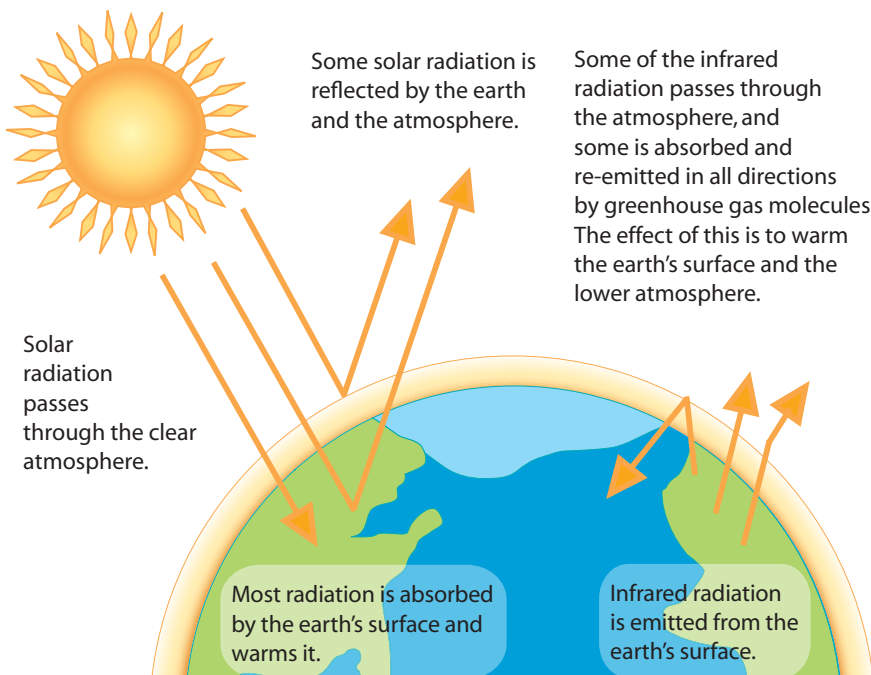 Some solar radiation is
reflected by the earth
and the atmosphere.
Some of the infrared
radiation passes through
the atmosphere, and
some is absorbed and
re-emitted in all directions
by greenhouse gas molecules
The effect of this is to warm
the earth's surface and the
lower atmosphere.
Solar
radiation
passes
through the clear
atmosphere.
Most radiation is absorbed
by the earth's surface and
warms it.
Infrared radiation
is emitted from the
earth's surface.